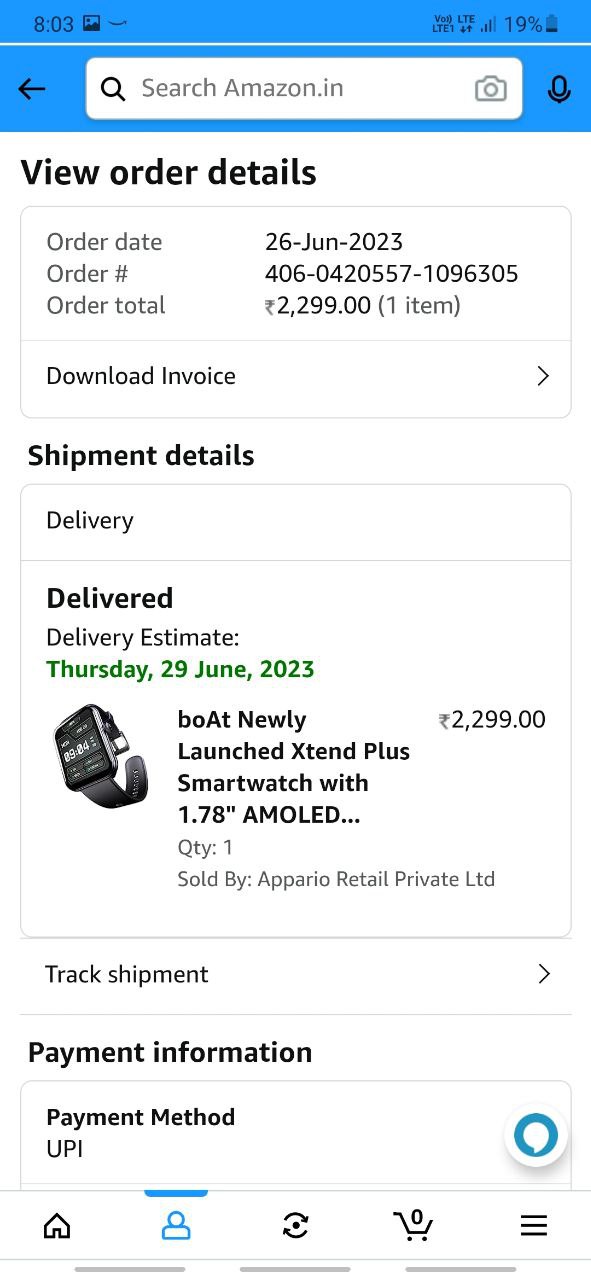 8:03
Vo)) LTE
LTE1
19%
Search Amazon.in
View order details
Order date 26-Jun-2023
Order # 406-0420557-1096305
Order total ₹2,299.00 (1 item)
Download Invoice
Shipment details
Delivery
Delivered
Delivery Estimate:
Thursday, 29 June, 2023
09:04
boAt Newly ₹2,299.00
Launched Xtend Plus
Smartwatch with
1.78" AMOLED...
Qty: 1
Sold By: Appario Retail Private Ltd
Track shipment
Payment information
Payment Method
UPI
0